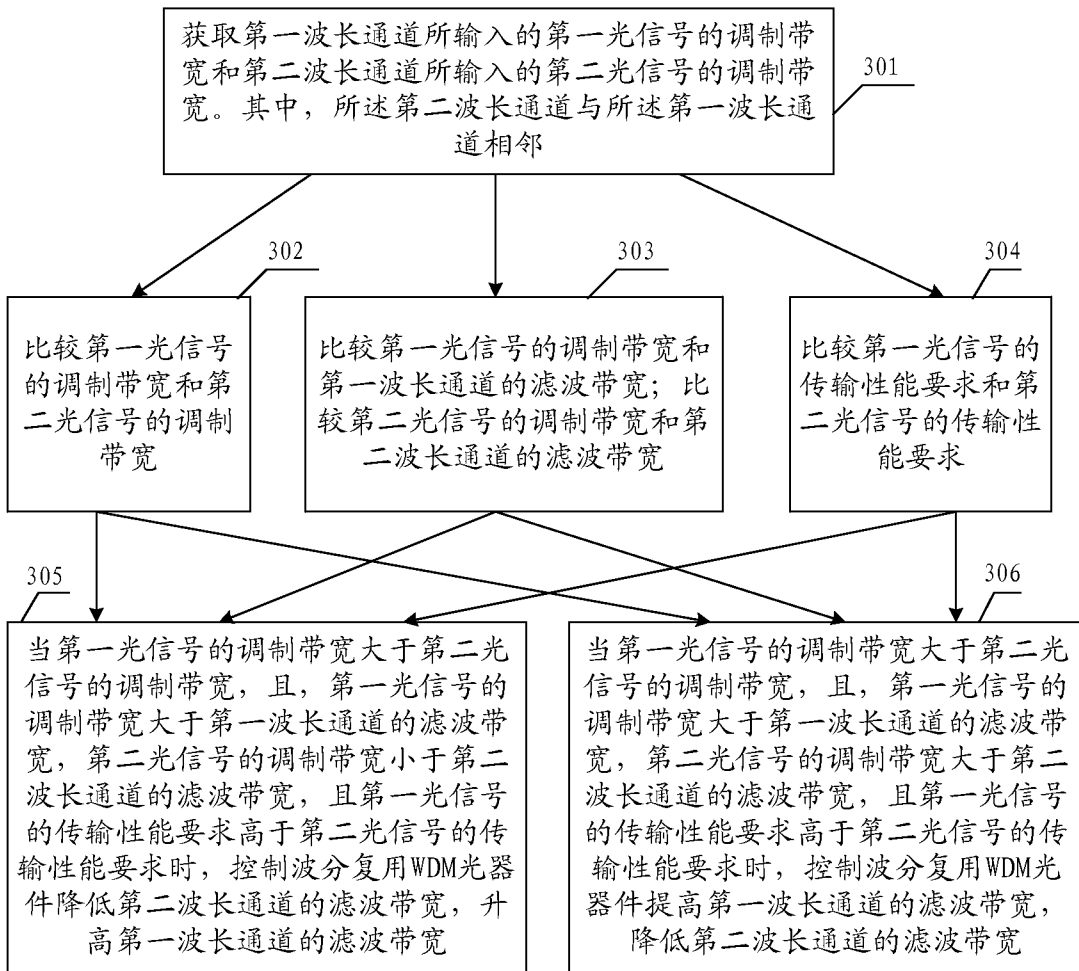 获取第一波长通道所输入的第一光信号的调制带
宽和第二波长通道所输入的第二光信号的调制带
宽。其中，所述第二波长通道与所述第一波长通
道相邻
301
302
303
304
比较第一光信号
的调制带宽和第
二光信号的调制
带宽
比较第一光信号的调制带宽和
第一波长通道的滤波带宽；比
较第二光信号的调制带宽和第
二波长通道的滤波带宽
比较第一光信号的
传输性能要求和第
二光信号的传输性
能要求
305
306
当第一光信号的调制带宽大于第二光
信号的调制带宽，且，第一光信号的
调制带宽大于第一波长通道的滤波带
宽，第二光信号的调制带宽小于第二
波长通道的滤波带宽，且第一光信号
的传输性能要求高于第二光信号的传
输性能要求时，控制波分复用WDM光器
件降低第二波长通道的滤波带宽，升
高第一波长通道的滤波带宽
当第一光信号的调制带宽大于第二光
信号的调制带宽，且，第一光信号的
调制带宽大于第一波长通道的滤波带
宽，第二光信号的调制带宽大于第二
波长通道的滤波带宽，且第一光信号
的传输性能要求高于第二光信号的传
输性能要求时，控制波分复用WDM光
器件提高第一波长通道的滤波带宽，
降低第二波长通道的滤波带宽